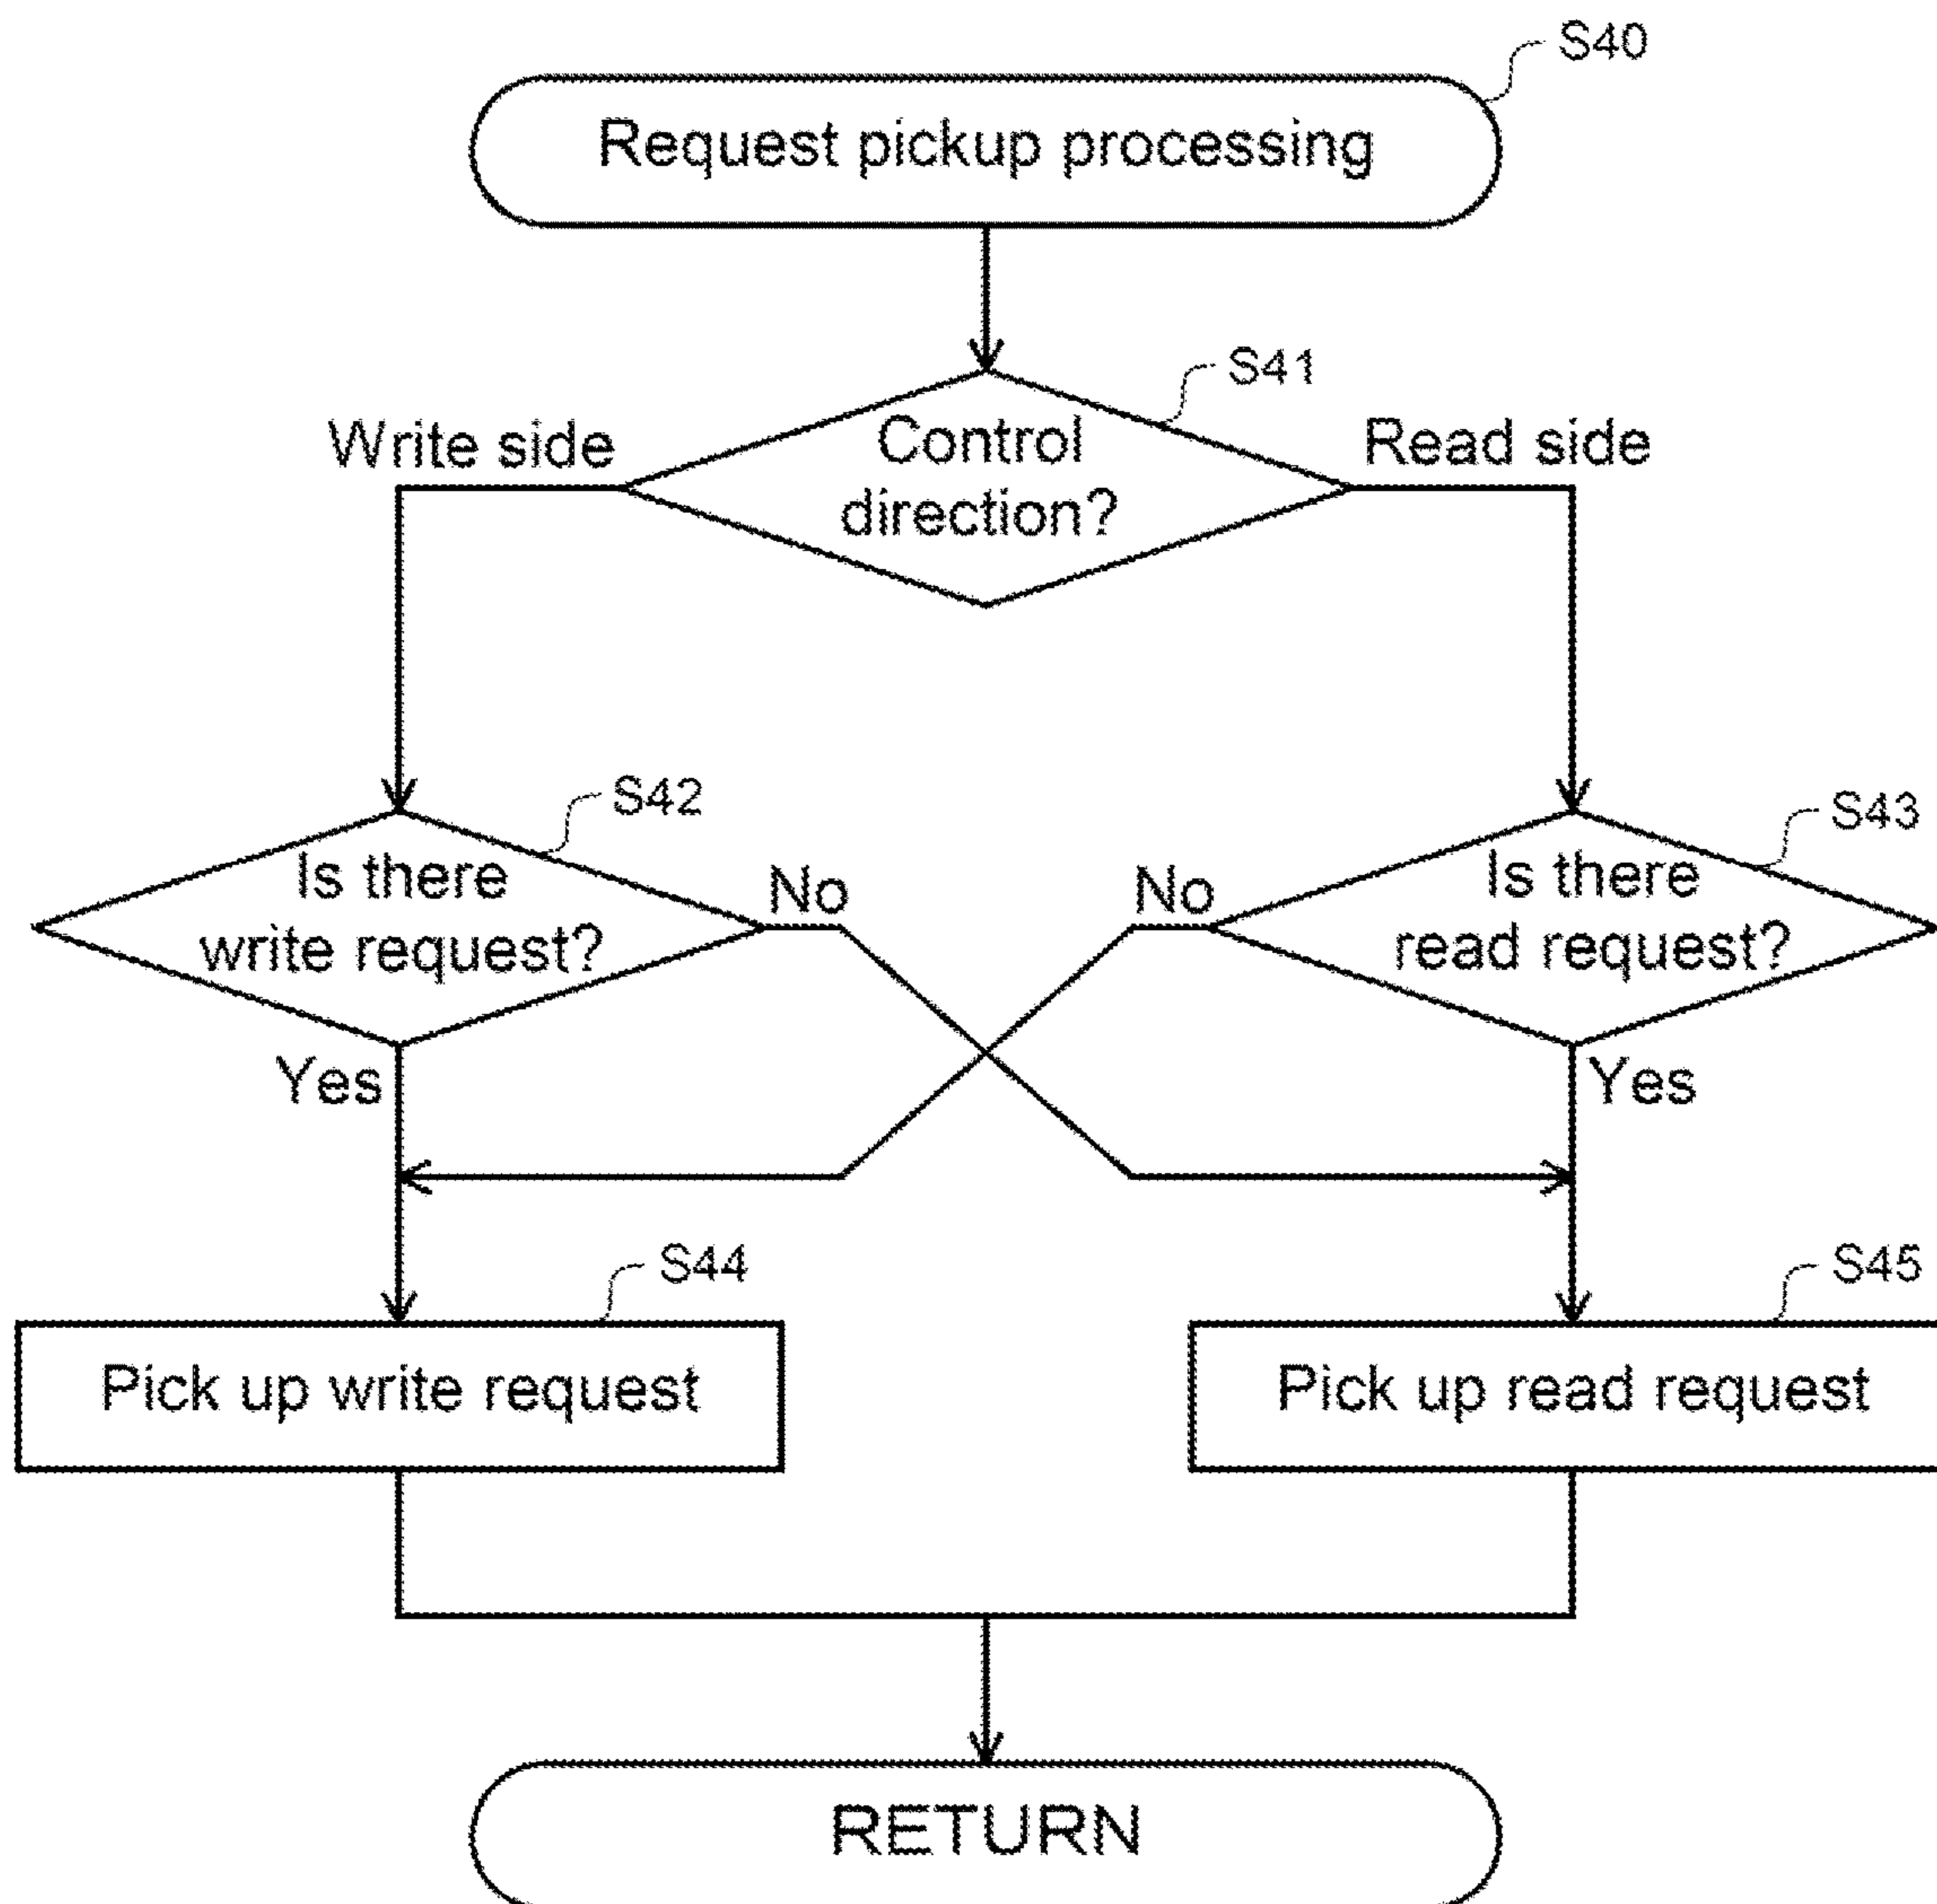 S40
Request pickup processing
S41
Write side
Control
direction?
Read side
S42
S43
Is there
write request?
No
No
Is there
read request?
Yes
Yes
S44
S45
Pick up write request
Pick up read request
RETURN